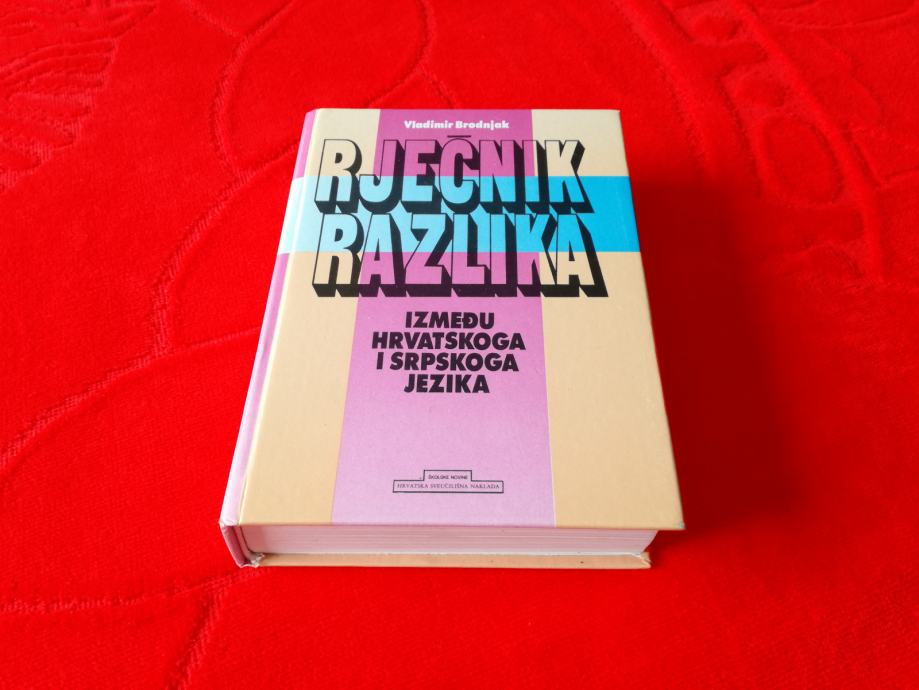 Vladimir Brodnjak
RJEČNIK
RAZLIKA
IZMEĐU
HRVATSKOGA
I SRPSKOGA
JEZIKA
ŠKOLSKE NOVINE
HRVATSKA SVEUČILIŠNA NAKLADA